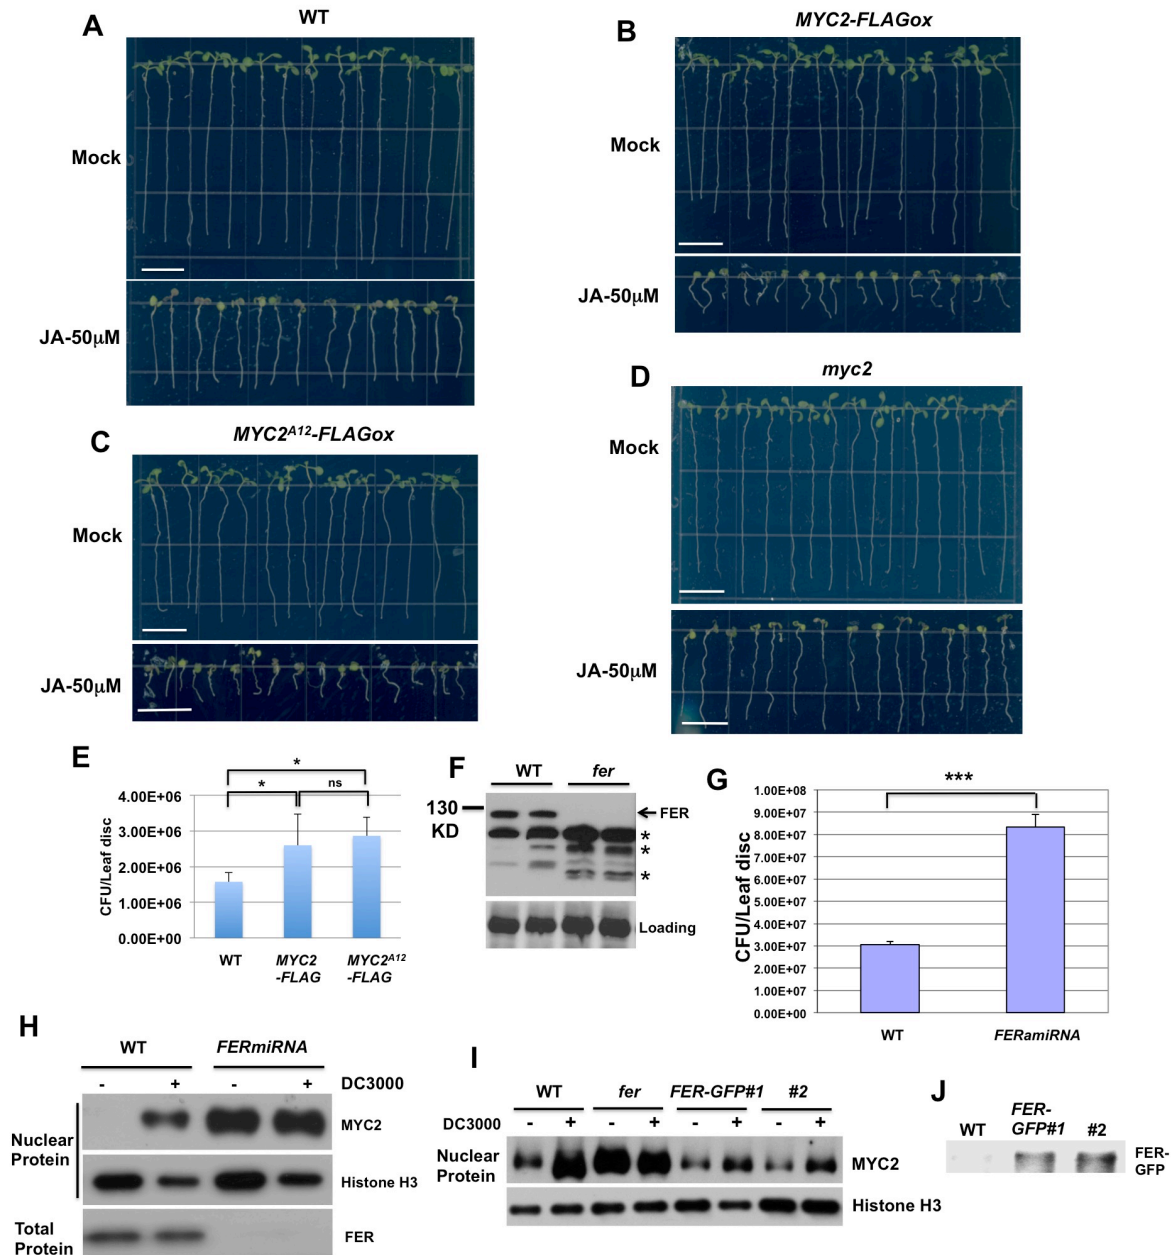 A
WT
Mock
JA-50μM
B
MYC2-FLAGox
Mock
JA-50μM
C
MYC2A12-FLAGox
Mock
JA-50μM
D
myc2
Mock
JA-50μM
E
*
*
ns
CFU/Leaf disc
4.00E+06
3.00E+06
2.00E+06
1.00E+06
0.00E+00
WT
MYC2
-FLAG
MYC2A12
-FLAG
F
WT
fer
130
KD
FER
*
*
*
Loading
G
***
CFU/Leaf disc
1.00E+08
9.00E+07
8.00E+07
7.00E+07
6.00E+07
5.00E+07
4.00E+07
3.00E+07
2.00E+07
1.00E+07
0.00E+00
WT
FERamiRNA
H
WT
FERmiRNA
- + - + DC3000
Nuclear
Protein
MYC2
Histone H3
Total
Protein
FER
I
WT
fer
FER-GFP#1
#2
DC3000 - + - + - + - +
Nuclear
Protein
MYC2
Histone H3
J
WT
FER-
GFP#1
#2
FER-
GFP